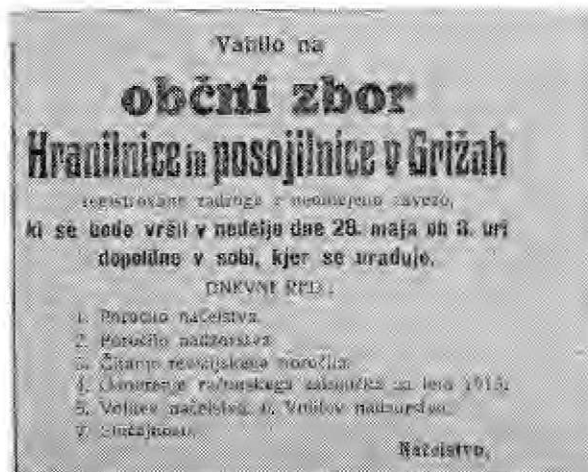 Vabilo na
občni zbor
Hranilnice in posojilnice v Grižah
registrovane zadruge z neomejeno zavezo,
ki se bode vršil v nedeljo dne 28. maja ob 3. uri
dopoldne v sobi, kjer se uraduje.
DNEVNI RED:
1. Poročilo načelstva.
2. Poročilo nadzorstva.
3. Čitanje revizijskega poročila.
4. Odobrenje računskega zaključka za leto 1915.
5. Volitev načelstva. 6. Volitev nadzorstva.
7. Slučajnosti.
Načelstvo.